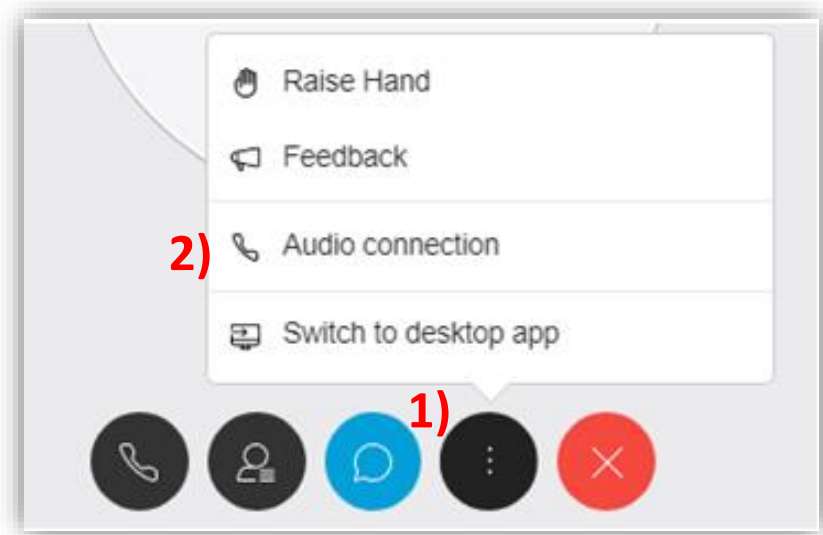 Raise Hand
Feedback
2) Audio connection
Switch to desktop app
1)